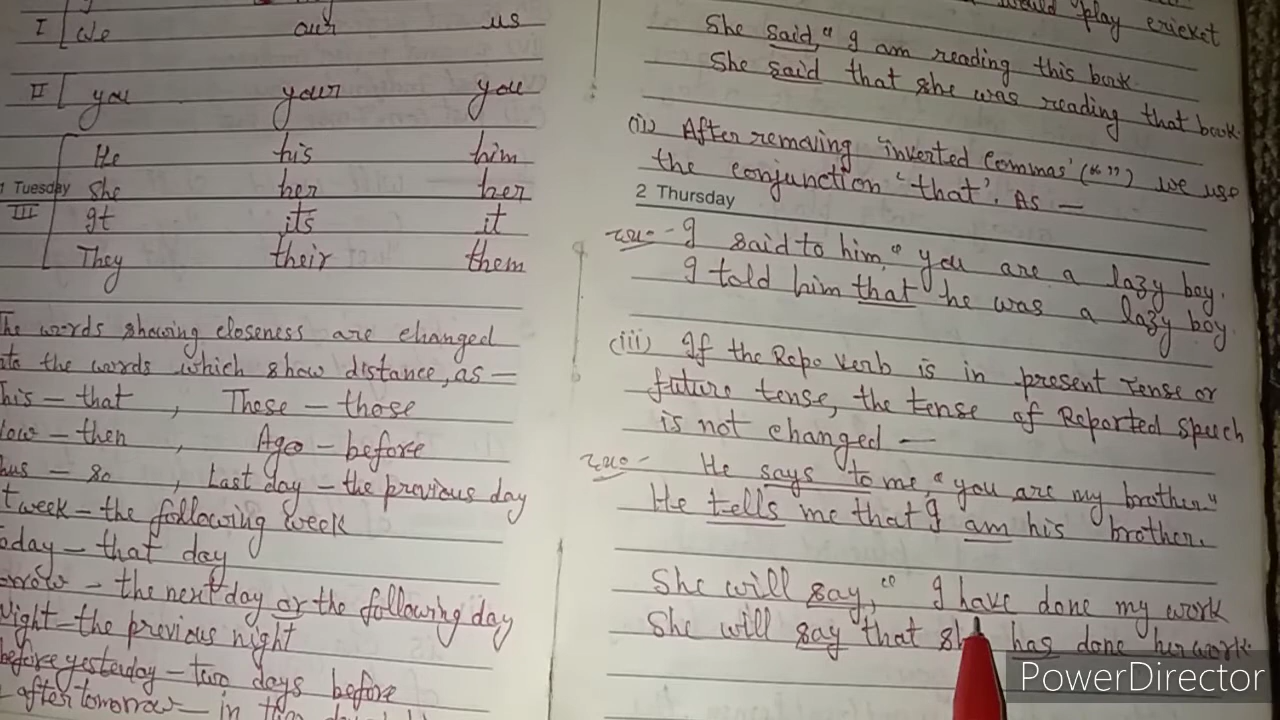 I We our us
II you your you
He his him
1 Tuesday She her her
III It its it
They their them
The words showing closeness are changed
the words which show distance, as —
This – that , These – those
Now – then , Ago – before
Thus – so , Last day – the previous day
week – the following week
Today – that day
– the next day or the following day
Night – the previous night
before yesterday – two days before
after tomorrow – in
would play cricket
She said, " I am reading this book.
She said that she was reading that book.
(ii) After removing 'inverted commas' (" ") we use
the conjunction 'that'. As —
2 Thursday
I said to him, " you are a lazy boy.
I told him that he was a lazy boy
(iii) If the Repo verb is in present Tense or
future tense, the tense of Reported speech
is not changed —
He says to me, " you are my brother "
He tells me that I am his brother.
She will say, " I have done my work
She will say that has done her work.
PowerDirector